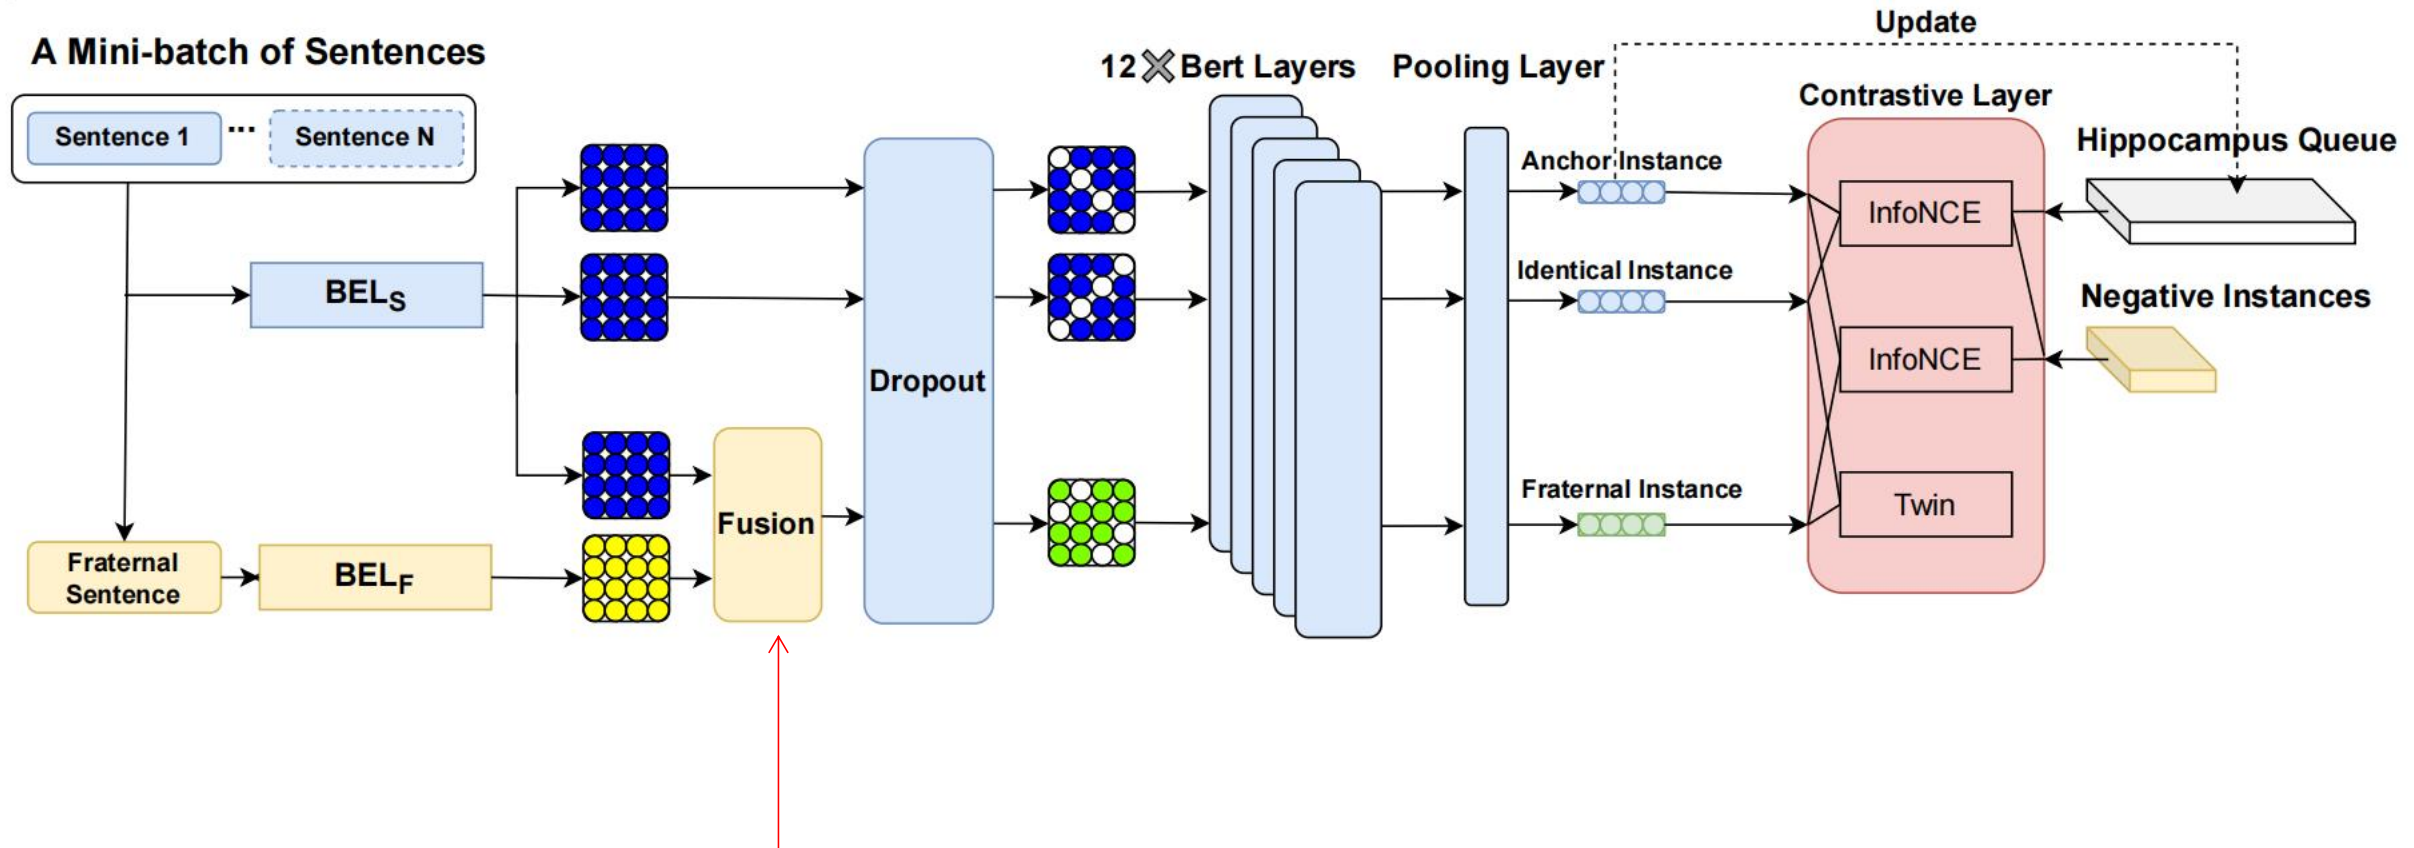 Update
A Mini-batch of Sentences
12 Bert Layers
Pooling Layer
Contrastive Layer
Sentence 1 ... Sentence N
Hippocampus Queue
Anchor Instance
InfoNCE
Identical Instance
BELS
Negative Instances
InfoNCE
Dropout
Fraternal Instance
Twin
Fusion
Fraternal
Sentence
BELF